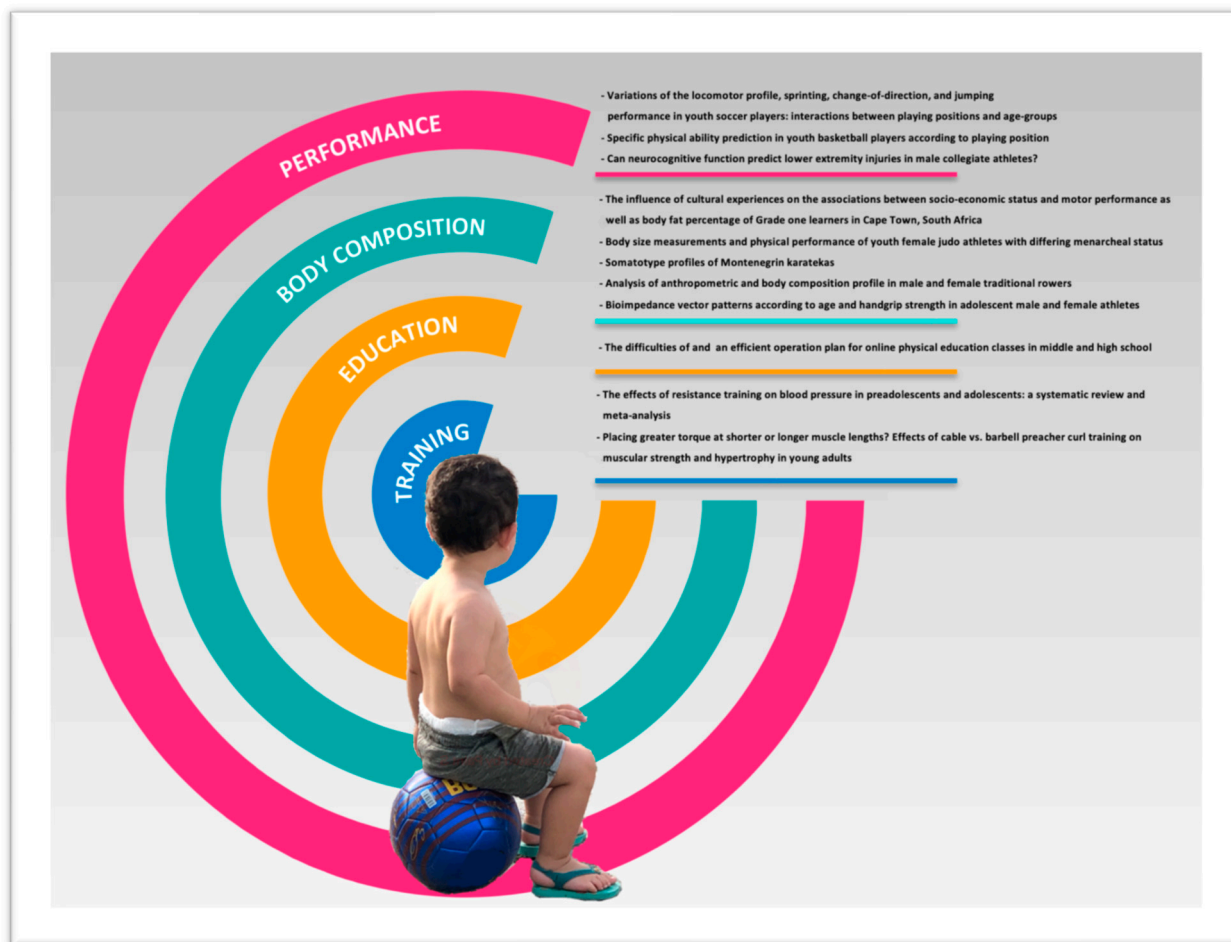 PERFORMANCE
- Variations of the locomotor profile, sprinting, change-of-direction, and jumping
performance in youth soccer players: interactions between playing positions and age-groups
- Specific physical ability prediction in youth basketball players according to playing position
- Can neurocognitive function predict lower extremity injuries in male collegiate athletes?
BODY COMPOSITION
- The influence of cultural experiences on the associations between socio-economic status and motor performance as
well as body fat percentage of Grade one learners in Cape Town, South Africa
- Body size measurements and physical performance of youth female judo athletes with differing menarcheal status
- Somatotype profiles of Montenegrin karatekas
- Analysis of anthropometric and body composition profile in male and female traditional rowers
- Bioimpedance vector patterns according to age and handgrip strength in adolescent male and female athletes
EDUCATION
- The difficulties of and an efficient operation plan for online physical education classes in middle and high school
TRAINING
- The effects of resistance training on blood pressure in preadolescents and adolescents: a systematic review and
meta-analysis
- Placing greater torque at shorter or longer muscle lengths? Effects of cable vs. barbell preacher curl training on
muscular strength and hypertrophy in young adults